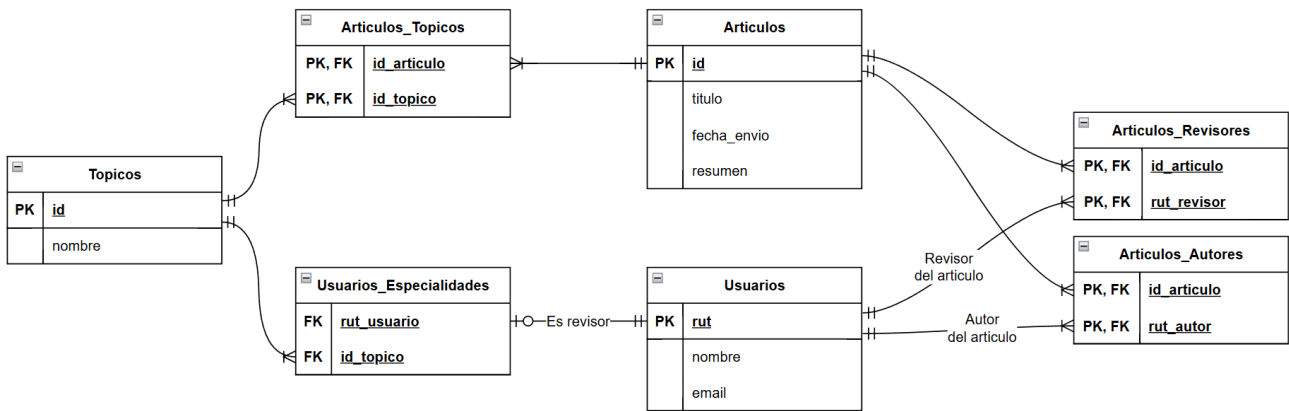 Articulos_Topicos
PK, FK id_articulo
PK, FK id_topico
Articulos
PK id
titulo
fecha_envio
resumen
Articulos_Revisores
PK, FK id_articulo
PK, FK rut_revisor
Topicos
PK id
nombre
Usuarios_Especialidades
FK rut_usuario
FK id_topico
Es revisor
Usuarios
PK rut
nombre
email
Revisor
del articulo
Autor
del articulo
Articulos_Autores
PK, FK id_articulo
PK, FK rut_autor